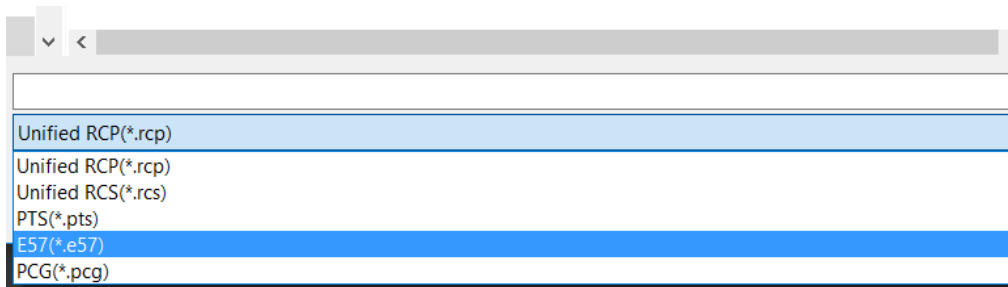 Unified RCP(*.rcp)
Unified RCP(*.rcp)
Unified RCS(*.rcs)
PTS(*.pts)
E57(*.e57)
PCG(*.pcg)